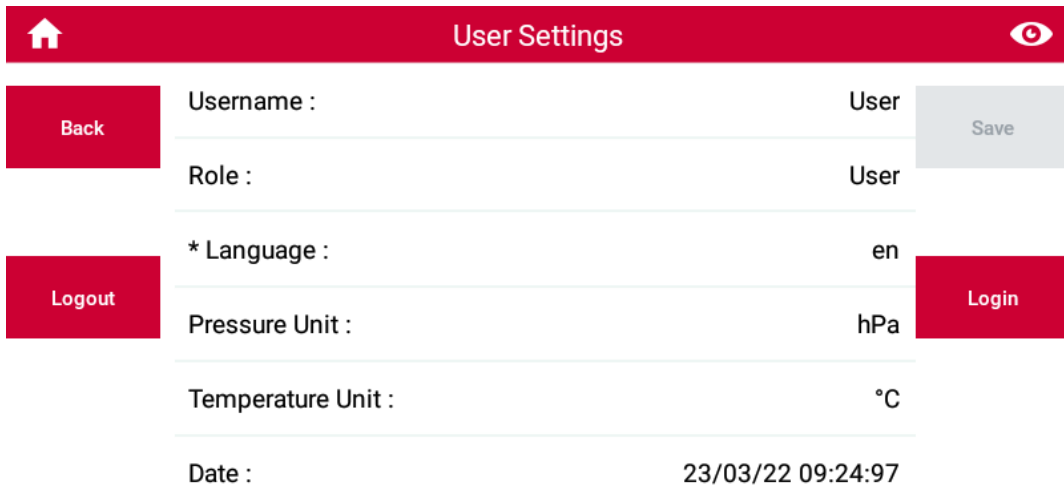 User Settings
Back
Username : User
Save
Role : User
* Language : en
Logout
Login
Pressure Unit : hPa
Temperature Unit : °C
Date : 23/03/22 09:24:97